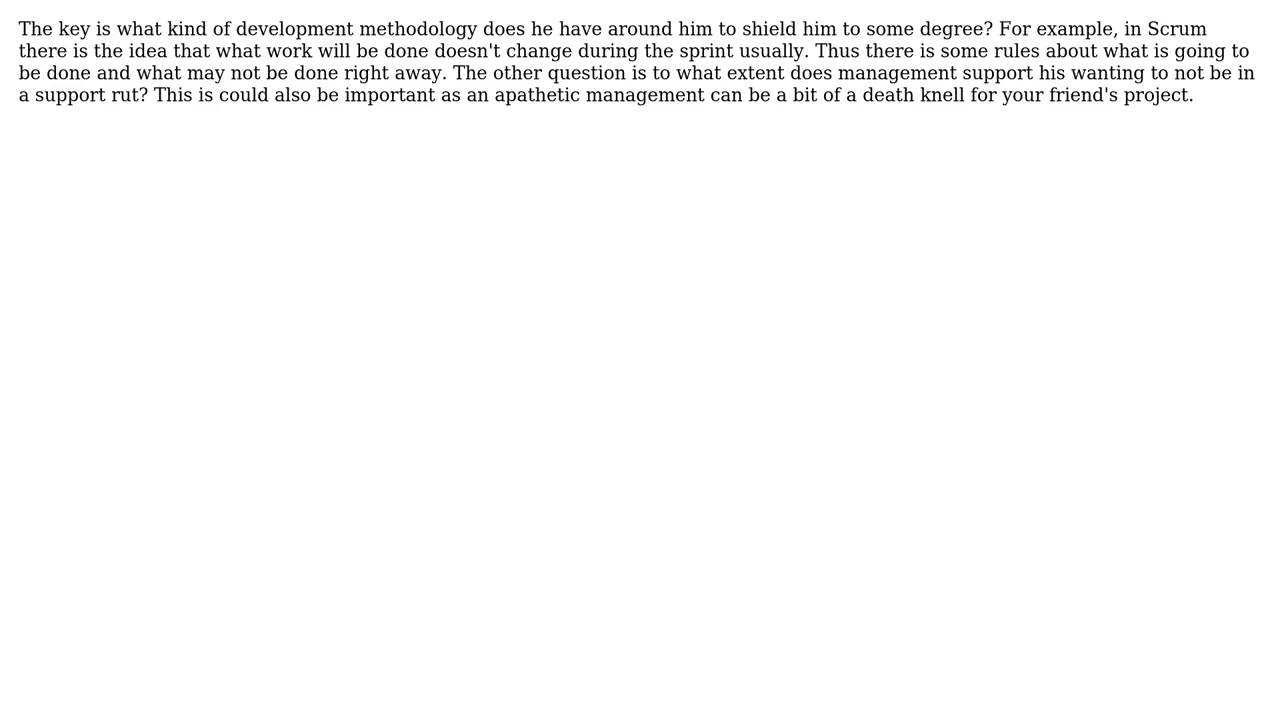 The key is what kind of development methodology does he have around him to shield him to some degree? For example, in Scrum
there is the idea that what work will be done doesn't change during the sprint usually. Thus there is some rules about what is going to
be done and what may not be done right away. The other question is to what extent does management support his wanting to not be in
a support rut? This is could also be important as an apathetic management can be a bit of a death knell for your friend's project.